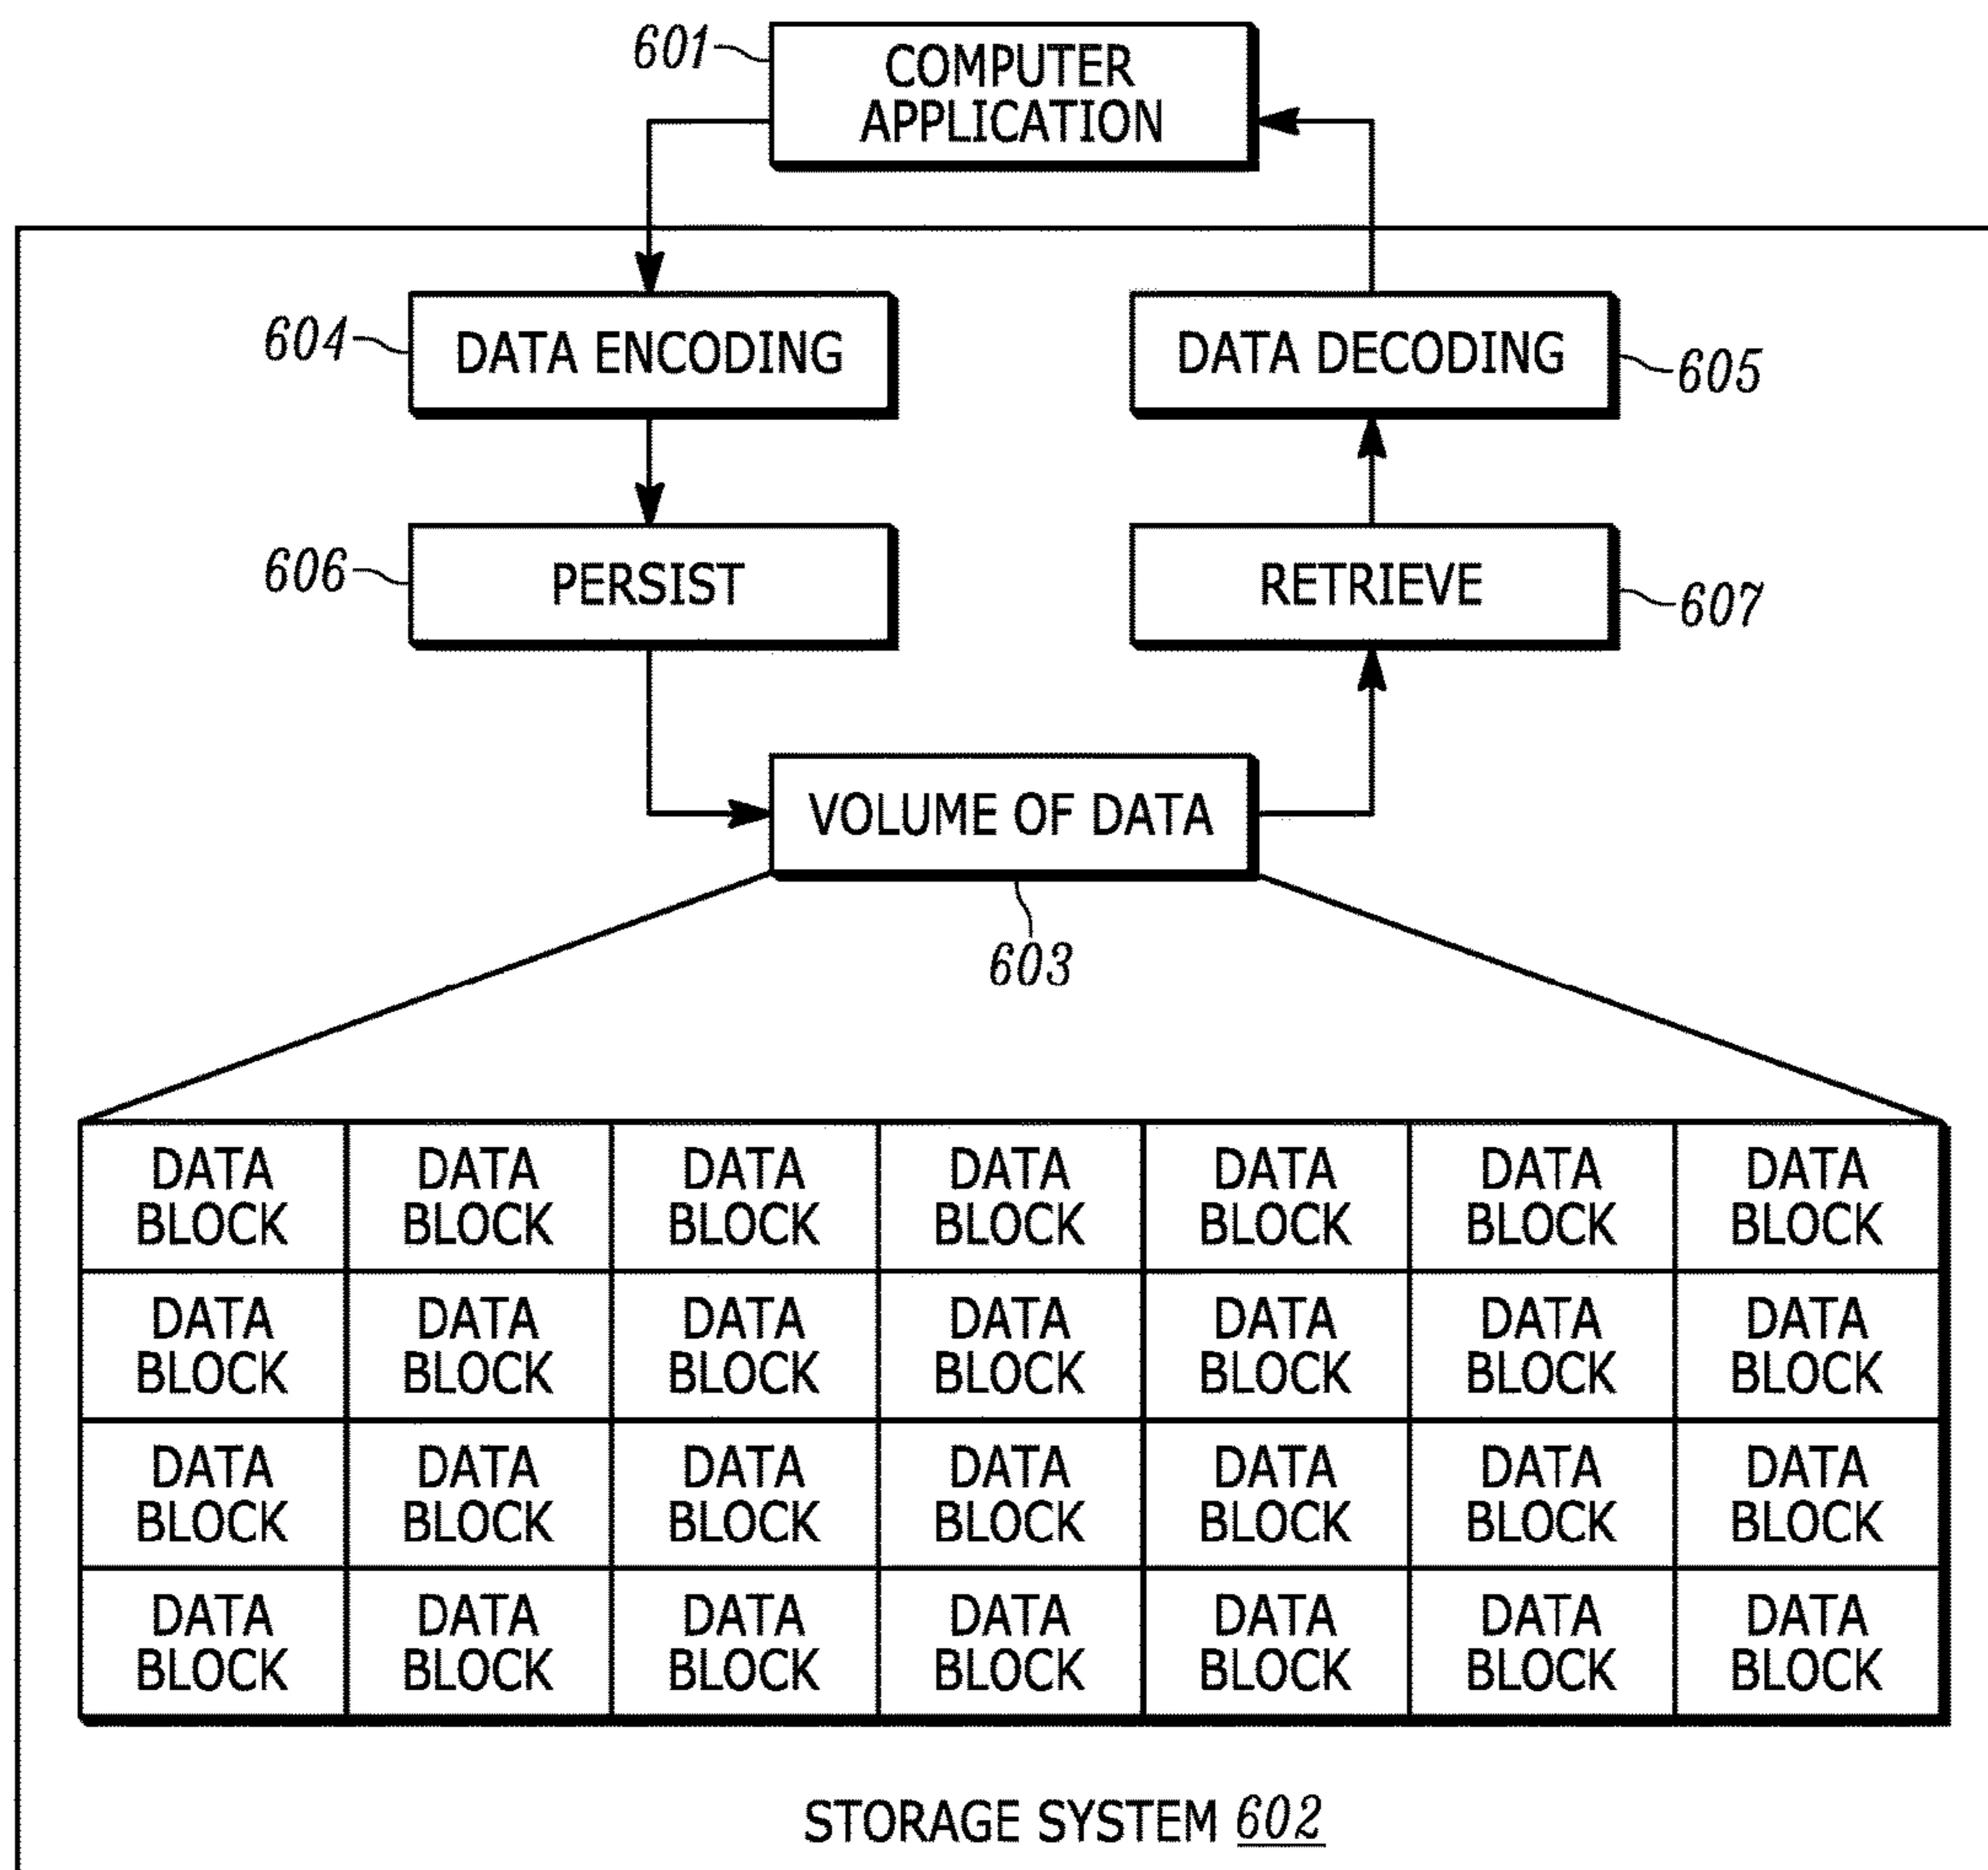 601
COMPUTER
APPLICATION
604
DATA ENCODING
DATA DECODING
605
606
PERSIST
RETRIEVE
607
VOLUME OF DATA
603
DATA DATA DATA DATA DATA DATA DATA
BLOCK BLOCK BLOCK BLOCK BLOCK BLOCK BLOCK
DATA DATA DATA DATA DATA DATA DATA
BLOCK BLOCK BLOCK BLOCK BLOCK BLOCK BLOCK
DATA DATA DATA DATA DATA DATA DATA
BLOCK BLOCK BLOCK BLOCK BLOCK BLOCK BLOCK
DATA DATA DATA DATA DATA DATA DATA
BLOCK BLOCK BLOCK BLOCK BLOCK BLOCK BLOCK
STORAGE SYSTEM 602